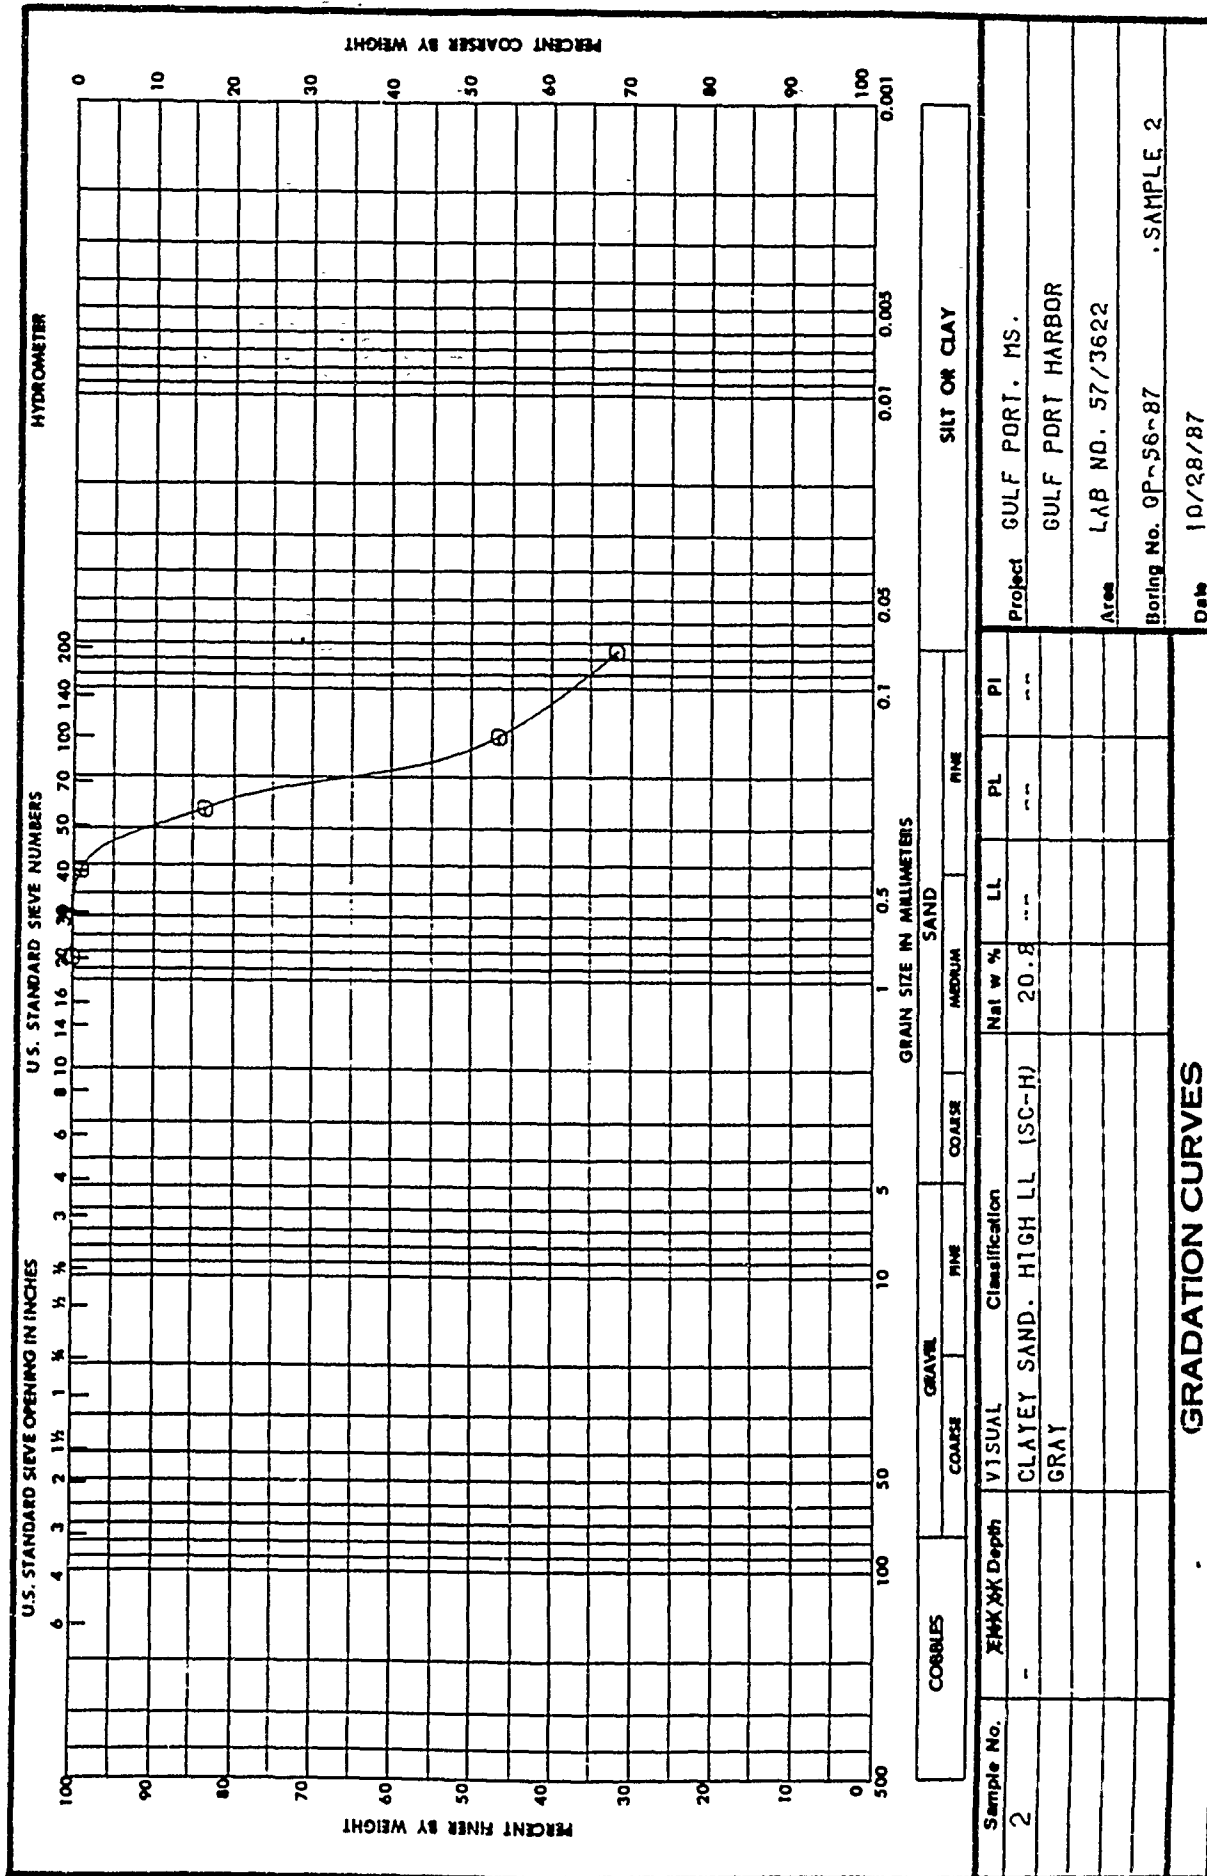 U.S. STANDARD SIEVE OPENING IN INCHES
U.S. STANDARD SIEVE NUMBERS
HYDROMETER
6 4 3 2 1½ 1 ¾ ½ ⅜ 3 4 6 8 10 14 16 20 30 40 50 70 100 140 200
PERCENT FINER BY WEIGHT
100
90
80
70
60
50
40
30
20
10
0
PERCENT COARSER BY WEIGHT
0
10
20
30
40
50
60
70
80
90
100
500 100 50 10 5 1 0.5 0.1 0.05 0.01 0.005 0.001
GRAIN SIZE IN MILLIMETERS
COBBLES
GRAVEL
SAND
SILT OR CLAY
COARSE FINE COARSE MEDIUM FINE
Sample No. Depth VISUAL Classification Nat w % LL PL PI
2 - CLAYEY SAND. HIGH LL (SC-H) 20.8 -- -- --
GRAY
Project GULF PORT. MS.
GULF PORT HARBOR
Area LAB NO. 57/3622
Boring No. GP-56-87 .SAMPLE 2
Date 10/28/87
GRADATION CURVES